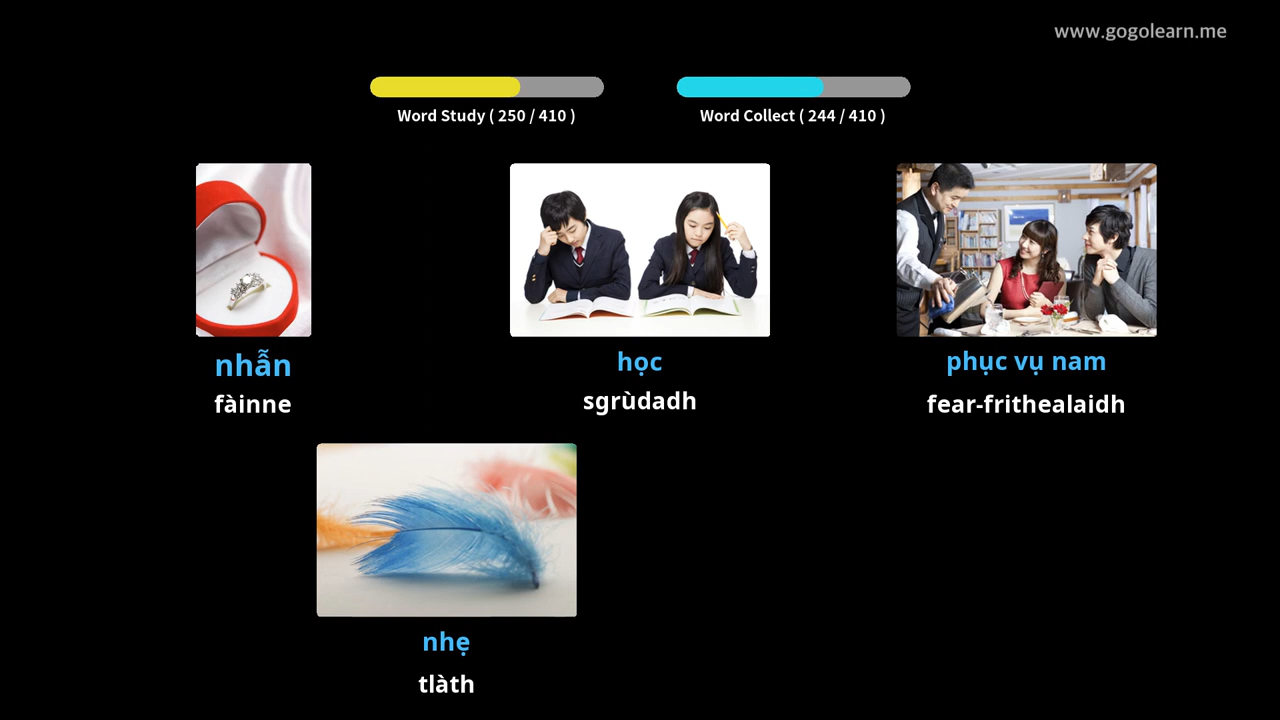 www.gogolearn.me
Word Study ( 250 / 410 )
Word Collect ( 244 / 410 )
nhẫn
fàinne
học
sgrùdadh
phục vụ nam
fear-frithealaidh
nhẹ
tlàth